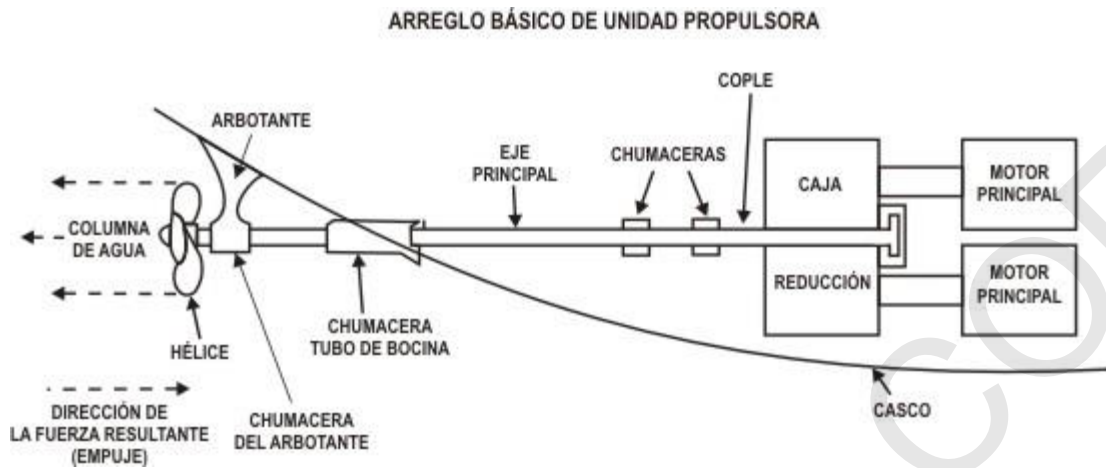 ARREGLO BÁSICO DE UNIDAD PROPULSORA
COPLE
ARBOTANTE
EJE
PRINCIPAL
CHUMACERAS
CAJA
MOTOR
PRINCIPAL
COLUMNA
DE AGUA
REDUCCIÓN
MOTOR
PRINCIPAL
CHUMACERA
TUBO DE BOCINA
HÉLICE
DIRECCIÓN DE
LA FUERZA RESULTANTE
(EMPUJE)
CHUMACERA
DEL ARBOTANTE
CASCO
COT